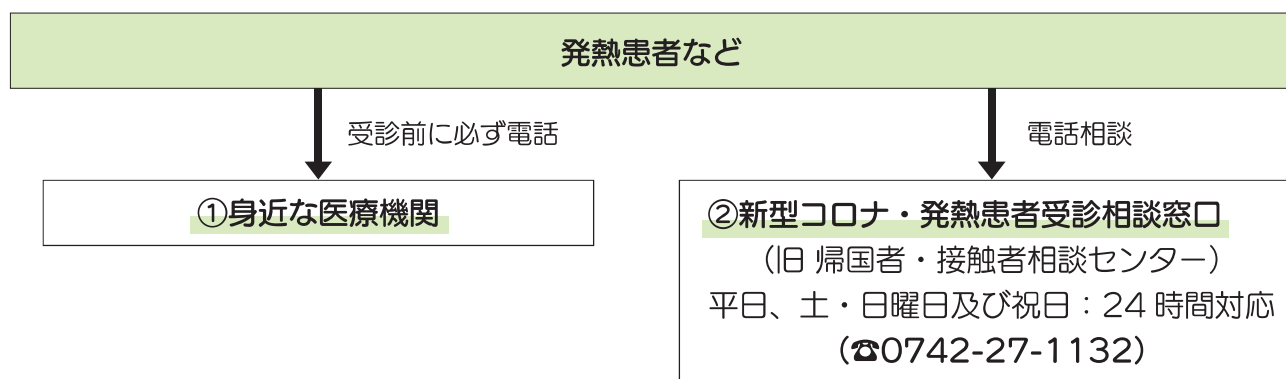 発熱患者など
受診前に必ず電話
電話相談
①身近な医療機関
②新型コロナ・発熱患者受診相談窓口
（旧 帰国者・接触者相談センター）
平日、土・日曜日及び祝日：24 時間対応
（☎0742-27-1132）